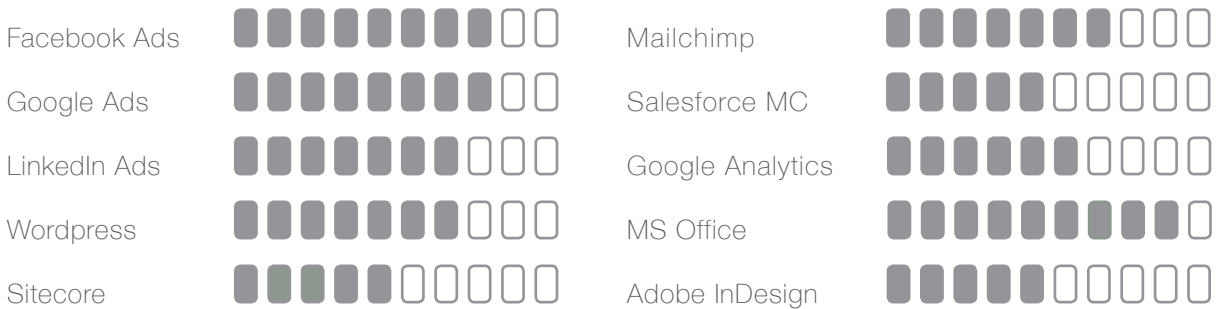 Facebook Ads
Google Ads
LinkedIn Ads
Wordpress
Sitecore
Mailchimp
Salesforce MC
Google Analytics
MS Office
Adobe InDesign